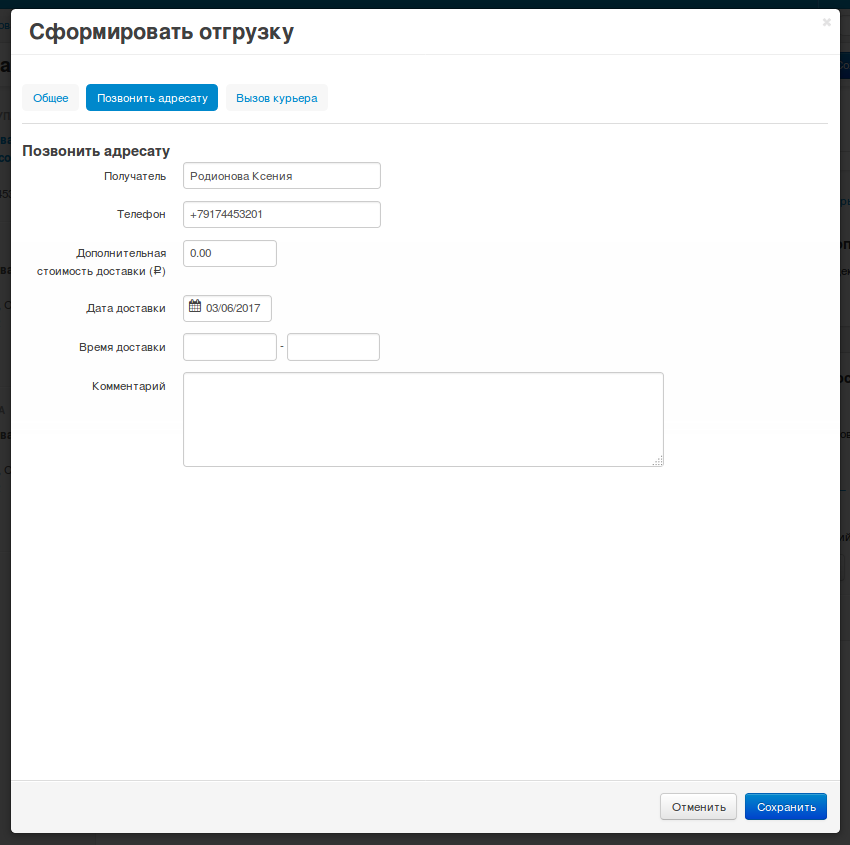 Сформировать отгрузку
×
Общее
Позвонить адресату
Вызов курьера
Позвонить адресату
Получатель
Родионова Ксения
Телефон
+79174453201
Дополнительная
стоимость доставки (₽)
0.00
Дата доставки
03/06/2017
Время доставки
-
Комментарий
Отменить
Сохранить